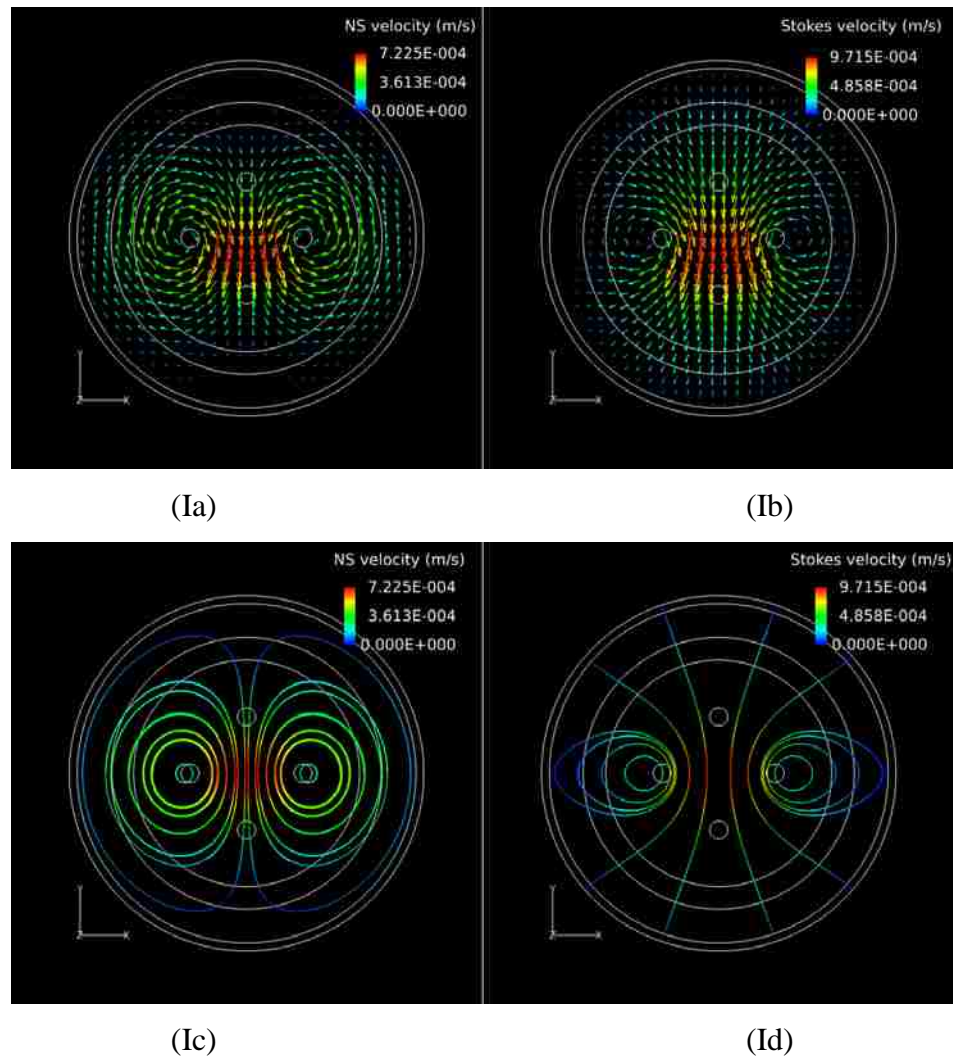 NS velocity (m/s)
7.225E-004
3.613E-004
0.000E+000
Y
Z X
Stokes velocity (m/s)
9.715E-004
4.858E-004
0.000E+000
Y
Z X
(Ia) (Ib)
NS velocity (m/s)
7.225E-004
3.613E-004
0.000E+000
Y
Z X
Stokes velocity (m/s)
9.715E-004
4.858E-004
0.000E+000
Y
Z X
(Ic) (Id)